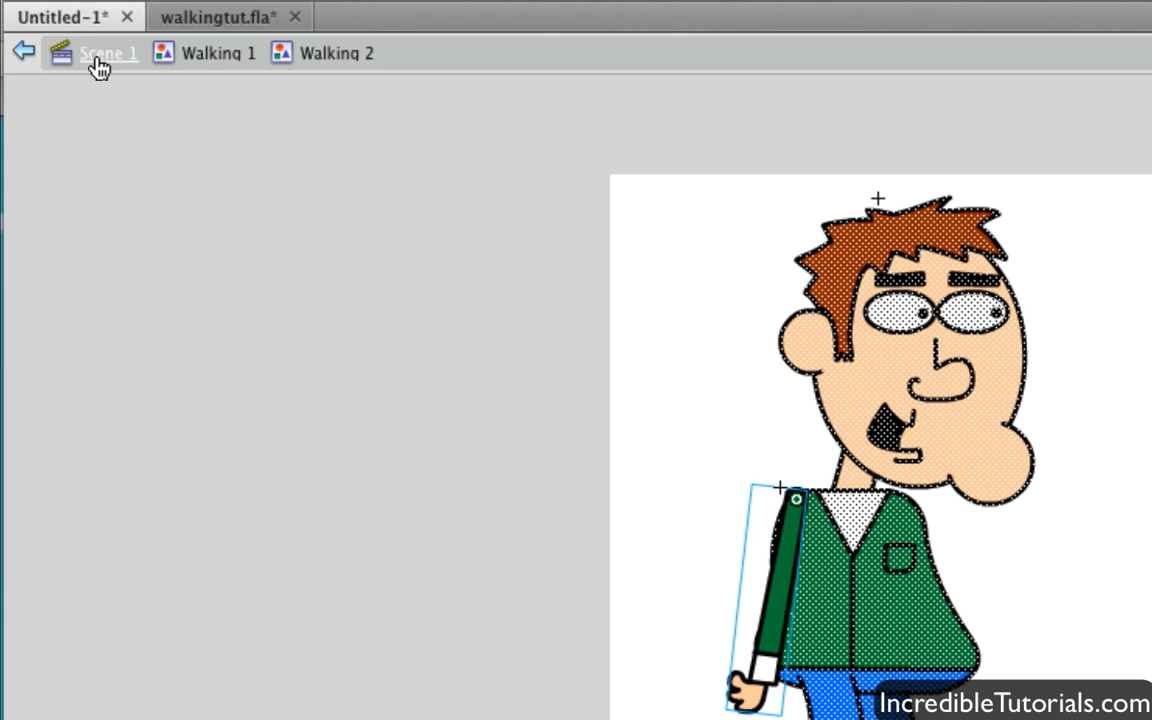 Untitled-1* walkingtut.fla*
Scene 1 Walking 1 Walking 2
IncredibleTutorials.com